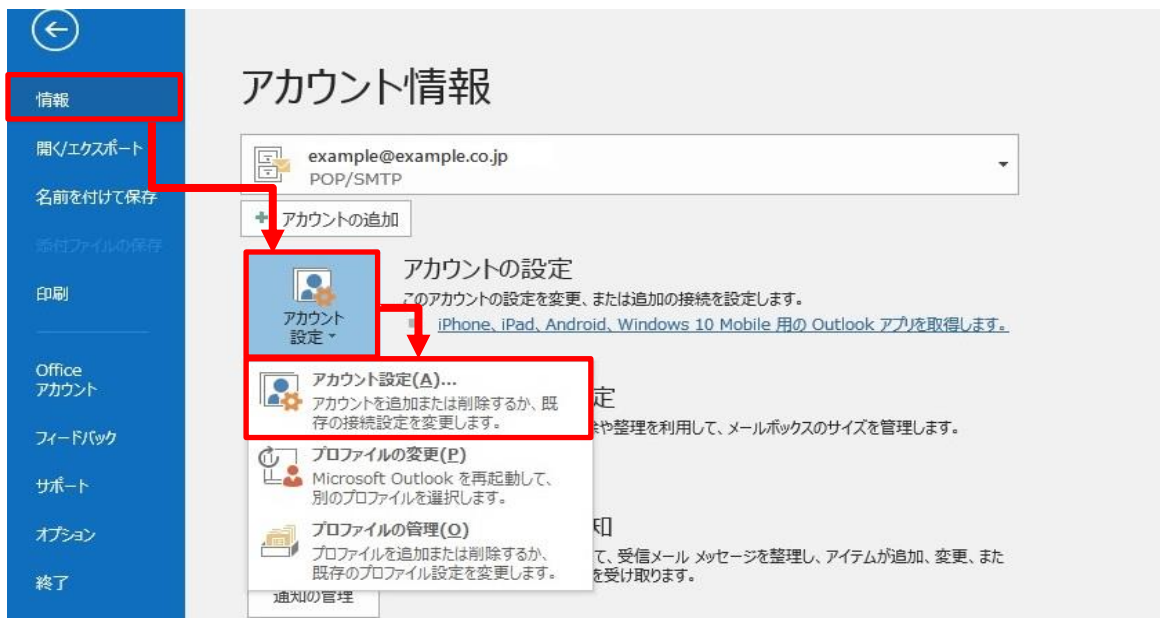 情報
開く/エクスポート
名前を付けて保存
添付ファイルの保存
印刷
Office
アカウント
フィードバック
サポート
オプション
終了
アカウント情報
example@example.co.jp
POP/SMTP
アカウントの追加
アカウント
設定
アカウントの設定
このアカウントの設定を変更、または追加の接続を設定します。
iPhone、iPad、Android、Windows 10 Mobile 用の Outlook アプリを取得します。
アカウント設定(A)...
アカウントを追加または削除するか、既
存の接続設定を変更します。
定
や整理を利用して、メールボックスのサイズを管理します。
プロファイルの変更(P)
Microsoft Outlook を再起動して、
別のプロファイルを選択します。
プロファイルの管理(O)
プロファイルを追加または削除するか、
既存のプロファイル設定を変更します。
て、受信メール メッセージを整理し、アイテムが追加、変更、また
を受け取ります。
通知の管理